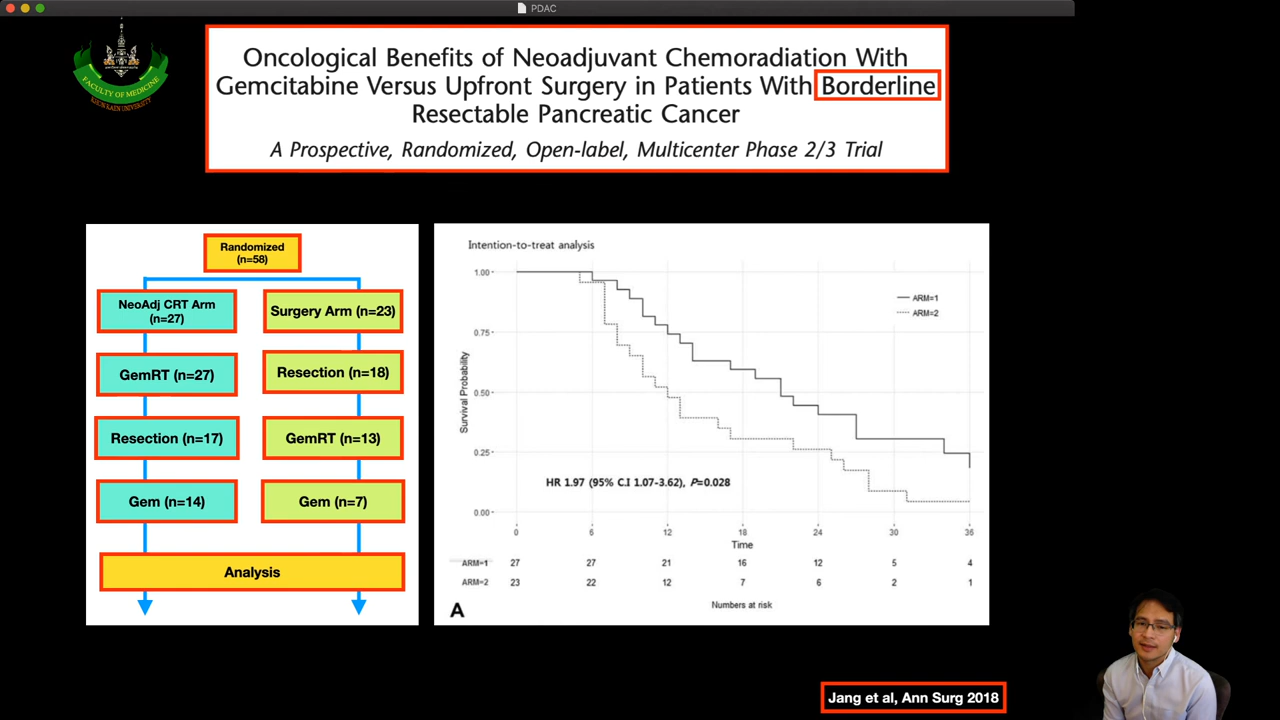 PDAC
FACULTY OF MEDICINE
KHON KAEN UNIVERSITY
Oncological Benefits of Neoadjuvant Chemoradiation With
Gemcitabine Versus Upfront Surgery in Patients With Borderline
Resectable Pancreatic Cancer
A Prospective, Randomized, Open-label, Multicenter Phase 2/3 Trial
Randomized
(n=58)
NeoAdj CRT Arm
(n=27)
Surgery Arm (n=23)
GemRT (n=27)
Resection (n=18)
Resection (n=17)
GemRT (n=13)
Gem (n=14)
Gem (n=7)
Analysis
Intention-to-treat analysis
1.00
0.75
0.50
0.25
0.00
Survival Probability
ARM=1
ARM=2
HR 1.97 (95% C.I 1.07-3.62), P=0.028
0 6 12 18 24 30 36
Time
ARM=1 27 27 21 16 12 5 4
ARM=2 23 22 12 7 6 2 1
Numbers at risk
A
Jang et al, Ann Surg 2018